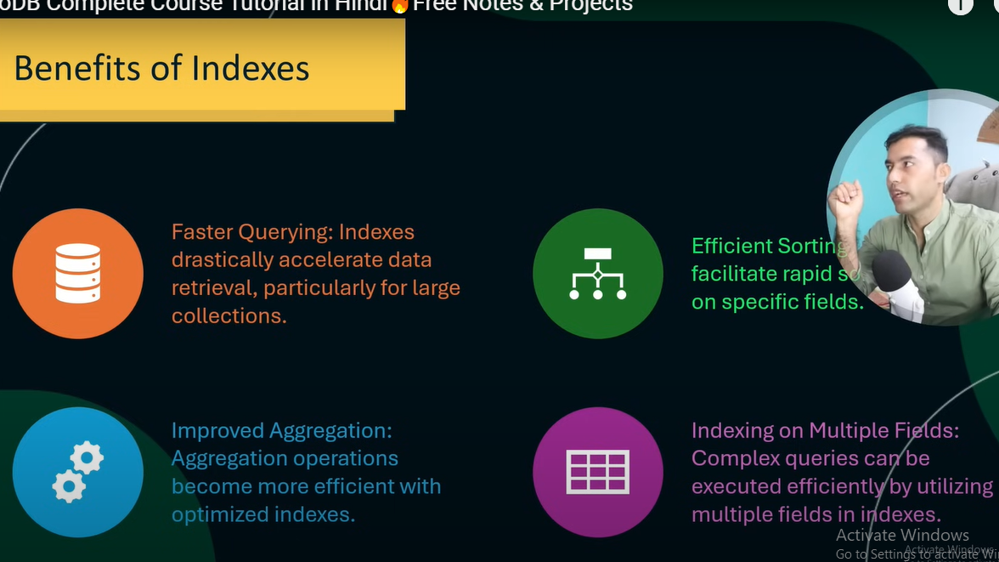 oDB Complete Course Tutorial in Hindi🔥Free Notes & Projects
Benefits of Indexes
Faster Querying: Indexes
drastically accelerate data
retrieval, particularly for large
collections.
Efficient Sorting
facilitate rapid so
on specific fields.
Improved Aggregation:
Aggregation operations
become more efficient with
optimized indexes.
Indexing on Multiple Fields:
Complex queries can be
executed efficiently by utilizing
multiple fields in indexes.
Activate Windows
Activate Windows
Go to Settings to activate Wi